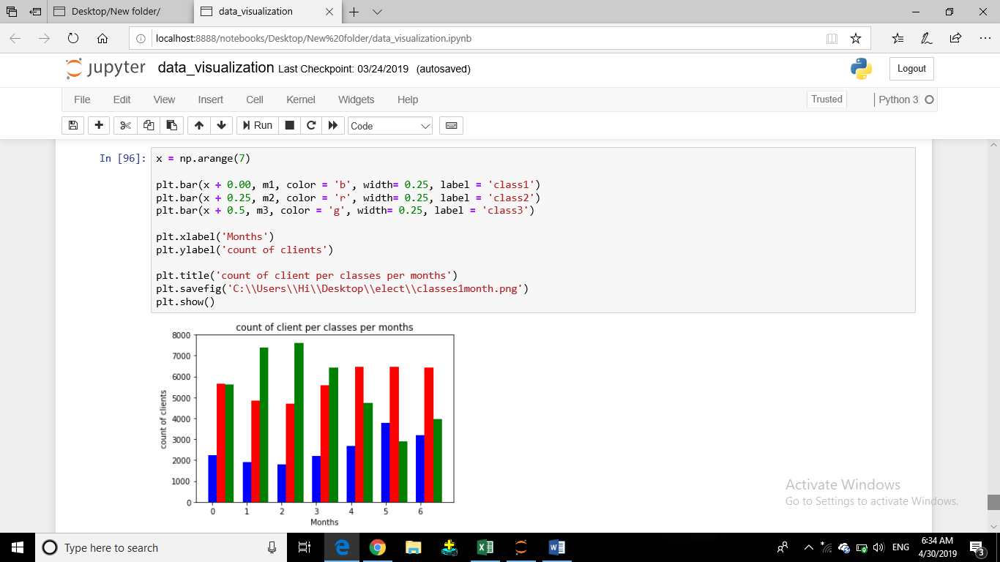 Desktop/New folder/
data_visualization
localhost:8888/notebooks/Desktop/New%20folder/data_visualization.ipynb
jupyter data_visualization Last Checkpoint: 03/24/2019 (autosaved)
Logout
File Edit View Insert Cell Kernel Widgets Help
Trusted
Python 3
Run
Code
In [96]:
x = np.arange(7)
plt.bar(x + 0.00, m1, color = 'b', width= 0.25, label = 'class1')
plt.bar(x + 0.25, m2, color = 'r', width= 0.25, label = 'class2')
plt.bar(x + 0.5, m3, color = 'g', width= 0.25, label = 'class3')
plt.xlabel('Months')
plt.ylabel('count of clients')
plt.title('count of client per classes per months')
plt.savefig('C:\\Users\\Hi\\Desktop\\elect\\classes1month.png')
plt.show()
count of client per classes per months
8000
7000
6000
5000
4000
3000
2000
1000
0
count of clients
0 1 2 3 4 5 6
Months
Activate Windows
Go to Settings to activate Windows.
Type here to search
ENG
6:34 AM
4/30/2019
3